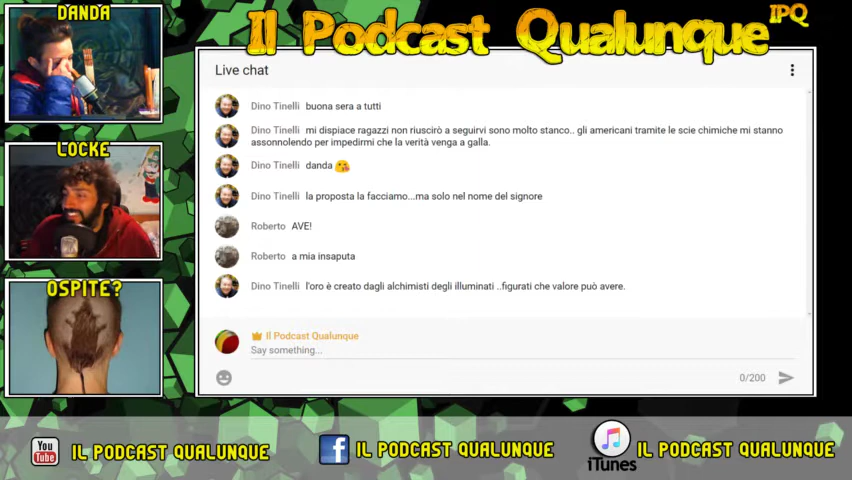 DANDA
Il Podcast Qualunque IPQ
Live chat
Dino Tinelli buona sera a tutti
Dino Tinelli mi dispiace ragazzi non riuscirò a seguirvi sono molto stanco.. gli americani tramite le scie chimiche mi stanno
assonnolendo per impedirmi che la verità venga a galla.
LOCKE
Dino Tinelli danda 😘
Dino Tinelli la proposta la facciamo...ma solo nel nome del signore
Roberto AVE!
Roberto a mia insaputa
OSPITE?
Dino Tinelli l'oro è creato dagli alchimisti degli illuminati ..figurati che valore può avere.
Il Podcast Qualunque
Say something...
0/200
You Tube IL PODCAST QUALUNQUE
f IL PODCAST QUALUNQUE
iTunes IL PODCAST QUALUNQUE